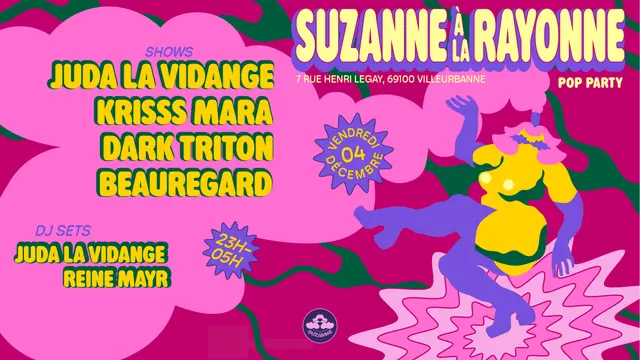 SUZANNE À LA RAYONNE
7 RUE HENRI LEGAY, 69100 VILLEURBANNE
POP PARTY
SHOWS
JUDA LA VIDANGE
KRISSS MARA
DARK TRITON
BEAUREGARD
VENDREDI
04
DÉCEMBRE
DJ SETS
JUDA LA VIDANGE
REINE MAYR
23H-
05H
SUZANNE